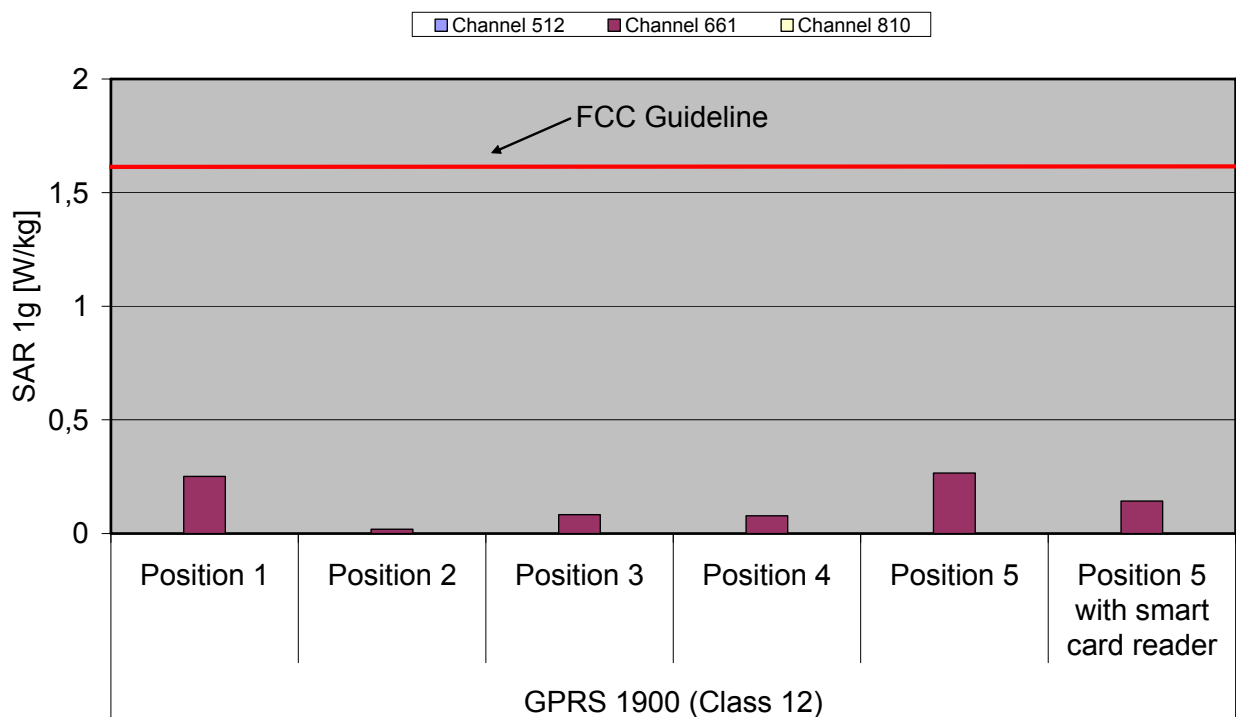 Channel 512 Channel 661 Channel 810
2
FCC Guideline
1,5
SAR 1g [W/kg]
1
0,5
0
Position 1 Position 2 Position 3 Position 4 Position 5 Position 5
with smart
card reader
GPRS 1900 (Class 12)